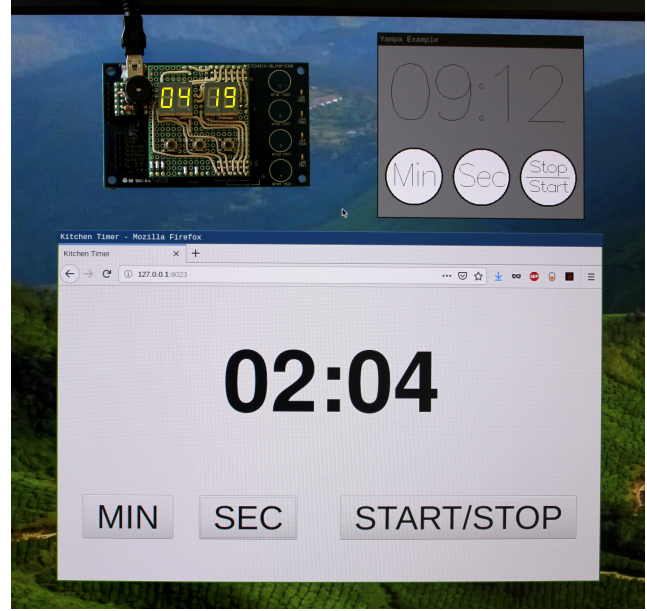 04 19
Yampa Example
09:12
Min
Sec
Stop
Start
Kitchen Timer - Mozilla Firefox
Kitchen Timer
127.0.0.1:8023
ABP
02:04
MIN
SEC
START/STOP